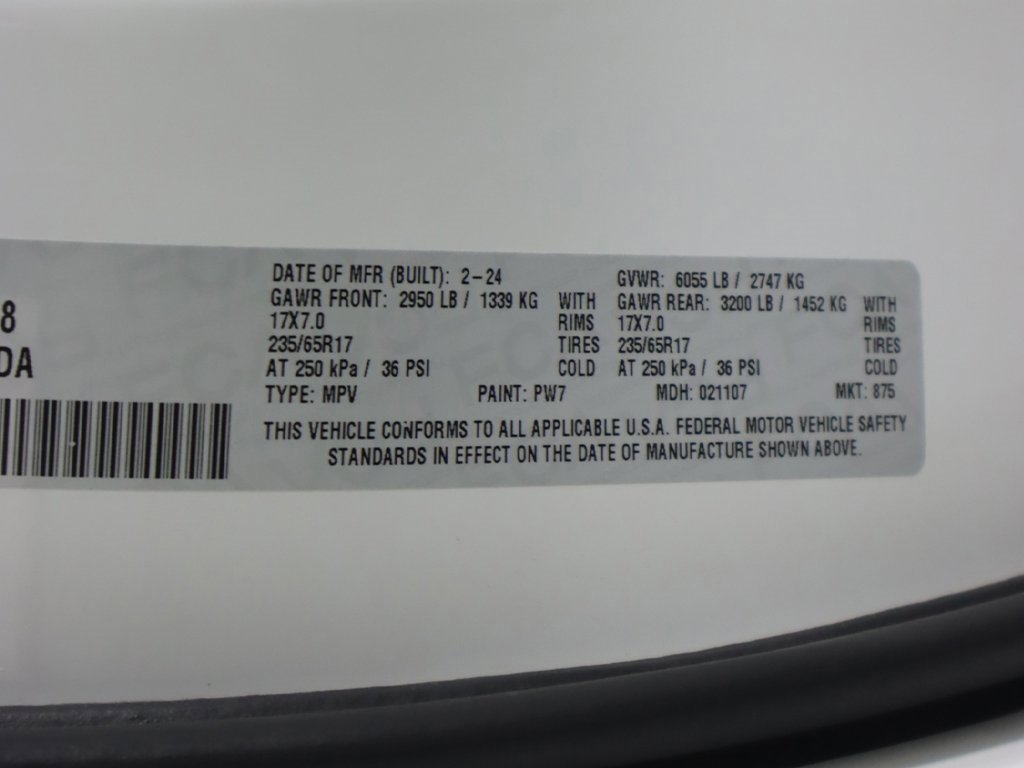 8
DA
DATE OF MFR (BUILT): 2-24 GVWR: 6055 LB / 2747 KG
GAWR FRONT: 2950 LB / 1339 KG WITH GAWR REAR: 3200 LB / 1452 KG WITH
17X7.0 RIMS 17X7.0 RIMS
235/65R17 TIRES 235/65R17 TIRES
AT 250 kPa / 36 PSI COLD AT 250 kPa / 36 PSI COLD
TYPE: MPV PAINT: PW7 MDH: 021107 MKT: 875
THIS VEHICLE CONFORMS TO ALL APPLICABLE U.S.A. FEDERAL MOTOR VEHICLE SAFETY
STANDARDS IN EFFECT ON THE DATE OF MANUFACTURE SHOWN ABOVE.